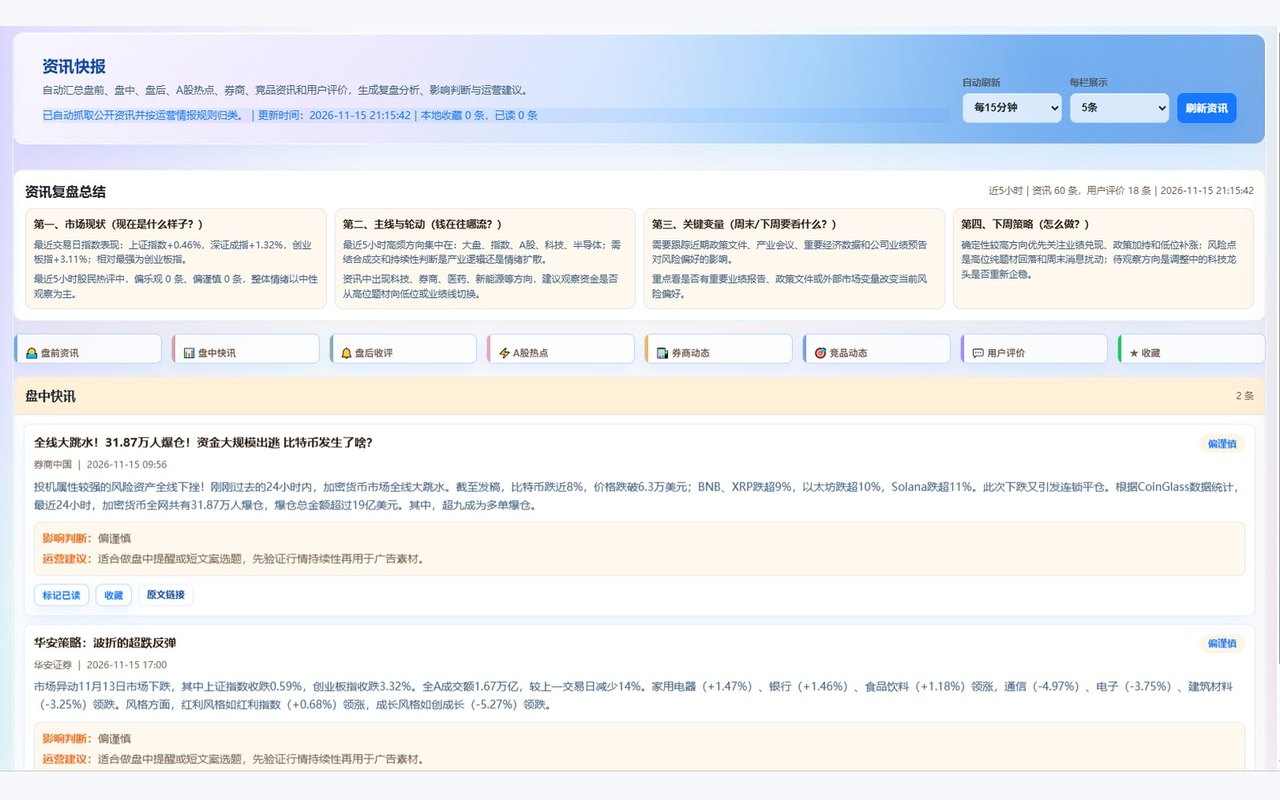 资讯快报
自动汇总盘前、盘中、盘后、A股热点、券商、竞品资讯和用户评价，生成复盘分析、影响判断与运营建议。
已自动抓取公开资讯并按运营情报规则归类。 | 更新时间：2026-11-15 21:15:42 | 本地收藏 0 条，已读 0 条
自动刷新
每15分钟
每栏展示
5条
刷新资讯
资讯复盘总结
近5小时 | 资讯 60 条，用户评价 18 条 | 2026-11-15 21:15:42
第一、市场现状（现在是什么样子？）
最近交易日指数表现：上证指数+0.46%，深证成指+1.32%，创业
板指+3.11%；相对最强为创业板指。
最近5小时股民热评中，偏乐观 0 条、偏谨慎 0 条，整体情绪以中性
观察为主。
第二、主线与轮动（钱在往哪流？）
最近5小时高频方向集中在：大盘、指数、A股、科技、半导体；需
结合成交和持续性判断是产业逻辑还是情绪扩散。
资讯中出现科技、券商、医药、新能源等方向，建议观察资金是否
从高位题材向低位或业绩线切换。
第三、关键变量（周末/下周要看什么？）
需要跟踪近期政策文件、产业会议、重要经济数据和公司业绩预告
对风险偏好的影响。
重点看是否有重要业绩报告、政策文件或外部市场变量改变当前风
险偏好。
第四、下周策略（怎么做？）
确定性较高方向优先关注业绩兑现、政策加持和低位补涨；风险点
是高位纯题材回落和周末消息扰动；待观察方向是调整中的科技龙
头是否重新企稳。
盘前资讯
盘中快讯
盘后收评
A股热点
券商动态
竞品动态
用户评价
★ 收藏
盘中快讯
2 条
全线大跳水！31.87万人爆仓！资金大规模出逃 比特币发生了啥？
偏谨慎
券商中国 | 2026-11-15 09:56
投机属性较强的风险资产全线下挫！刚刚过去的24小时内，加密货币市场全线大跳水。截至发稿，比特币跌近8%，价格跌破6.3万美元；BNB、XRP跌超9%，以太坊跌超10%，Solana跌超11%。此次下跌又引发连锁平仓。根据CoinGlass数据统计，
最近24小时，加密货币全网共有31.87万人爆仓，爆仓总金额超过19亿美元。其中，超九成为多单爆仓。
影响判断：偏谨慎
运营建议：适合做盘中提醒或短文案选题，先验证行情持续性再用于广告素材。
标记已读
收藏
原文链接
华安策略：波折的超跌反弹
偏谨慎
华安证券 | 2026-11-15 17:00
市场异动11月13日市场下跌，其中上证指数收跌0.59%，创业板指收跌3.32%。全A成交额1.67万亿，较上一交易日减少14%。家用电器（+1.47%）、银行（+1.46%）、食品饮料（+1.18%）领涨，通信（-4.97%）、电子（-3.75%）、建筑材料
（-3.25%）领跌。风格方面，红利风格如红利指数（+0.68%）领涨，成长风格如创成长（-5.27%）领跌。
影响判断：偏谨慎
运营建议：适合做盘中提醒或短文案选题，先验证行情持续性再用于广告素材。